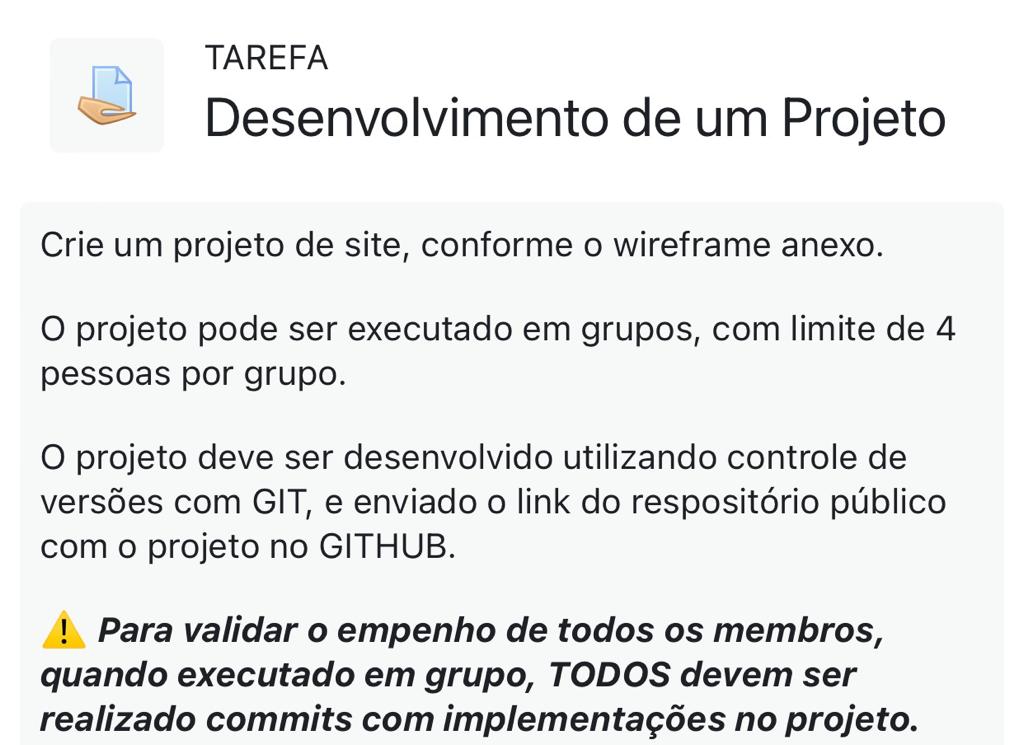 TAREFA
Desenvolvimento de um Projeto
Crie um projeto de site, conforme o wireframe anexo.
O projeto pode ser executado em grupos, com limite de 4
pessoas por grupo.
O projeto deve ser desenvolvido utilizando controle de
versões com GIT, e enviado o link do respositório público
com o projeto no GITHUB.
⚠️ Para validar o empenho de todos os membros,
quando executado em grupo, TODOS devem ser
realizado commits com implementações no projeto.